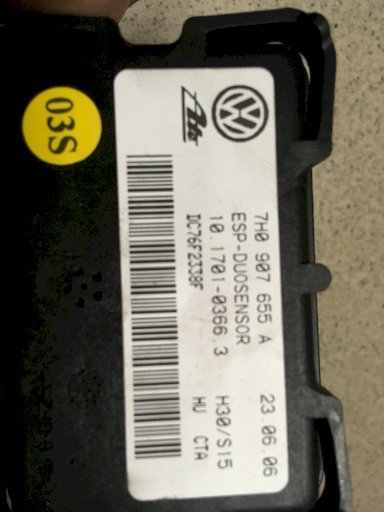 03S
VW
Ate
7H0 907 655 A 23.06.06
ESP-DUOSENSOR
10.1701-0366.3 H30/S15
DC76F2338F HU CTA